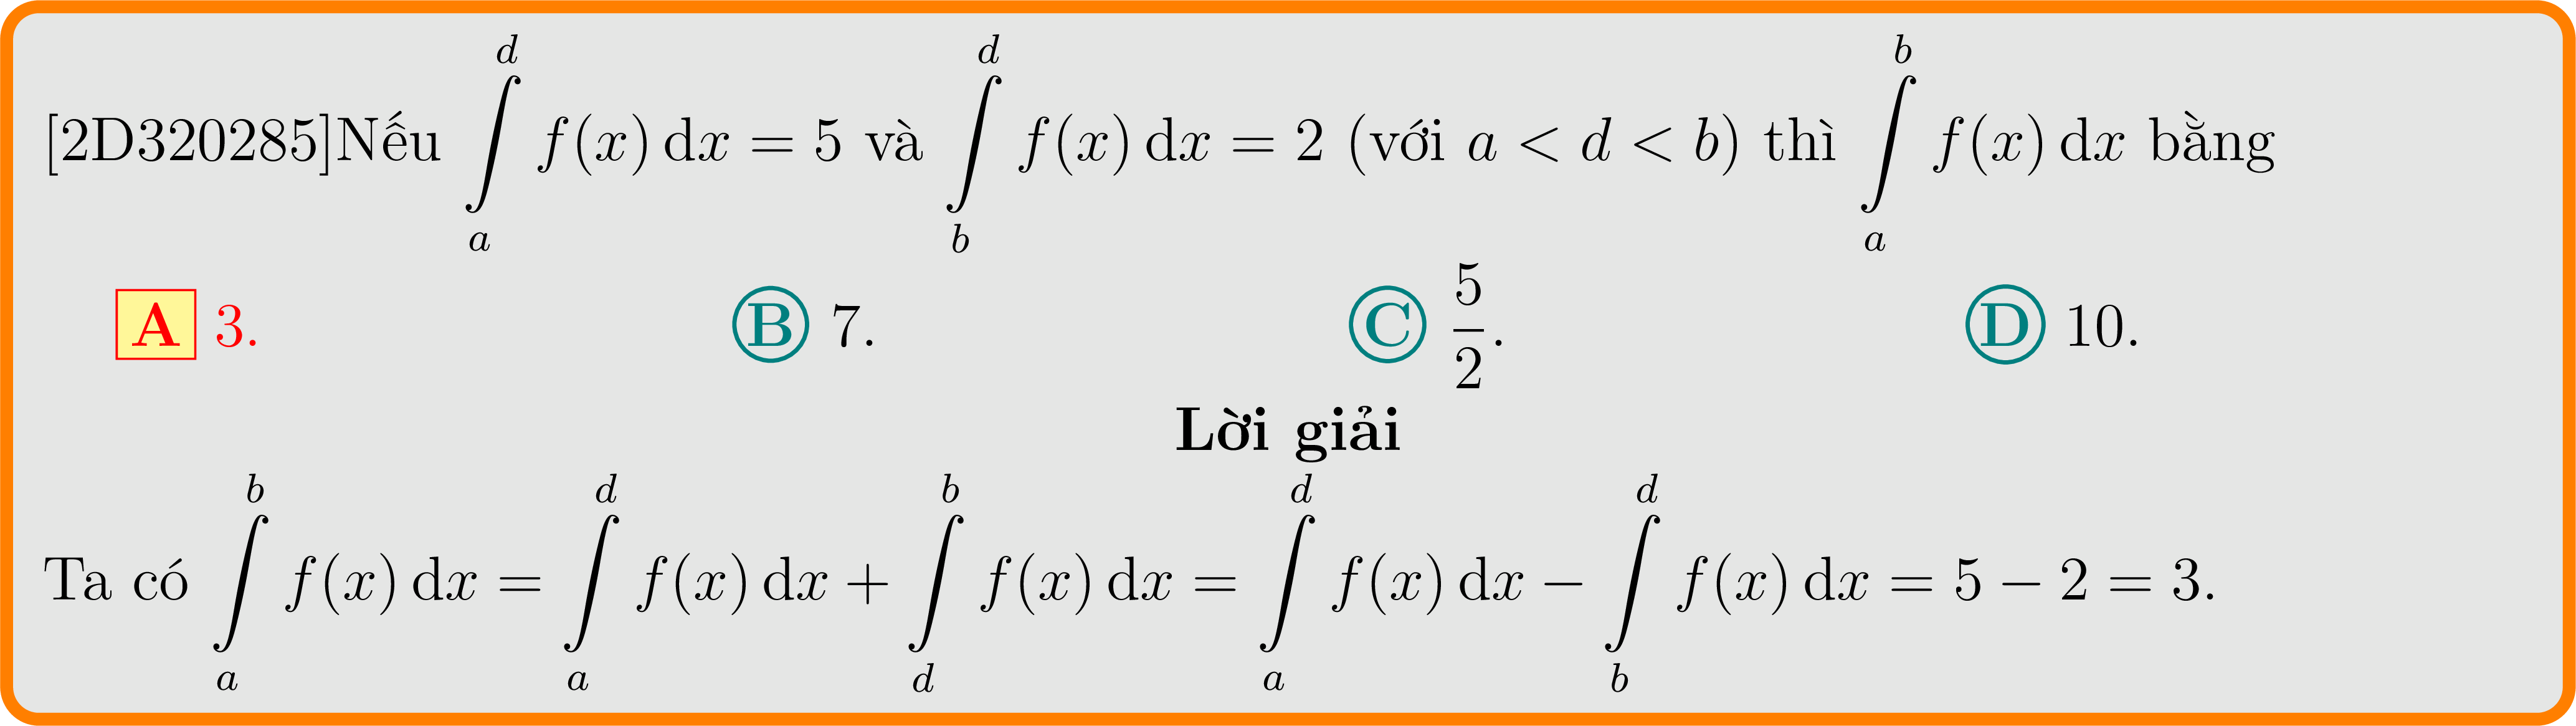 [2D320285]Nếu $\int\limits_a^d f(x)\,\mathrm{d}x = 5$ và $\int\limits_b^d f(x)\,\mathrm{d}x = 2$ (với $a < d < b$) thì $\int\limits_a^b f(x)\,\mathrm{d}x$ bằng
A 3. B 7. C $\dfrac{5}{2}$. D 10.
Lời giải
Ta có $\int\limits_a^b f(x)\,\mathrm{d}x = \int\limits_a^d f(x)\,\mathrm{d}x + \int\limits_d^b f(x)\,\mathrm{d}x = \int\limits_a^d f(x)\,\mathrm{d}x - \int\limits_b^d f(x)\,\mathrm{d}x = 5 - 2 = 3.$